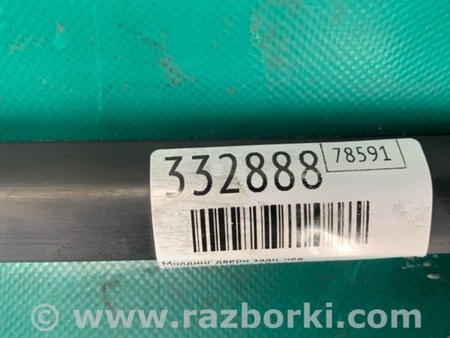 332888
78591
Молдинг двери задн. лев
www.razborki.com